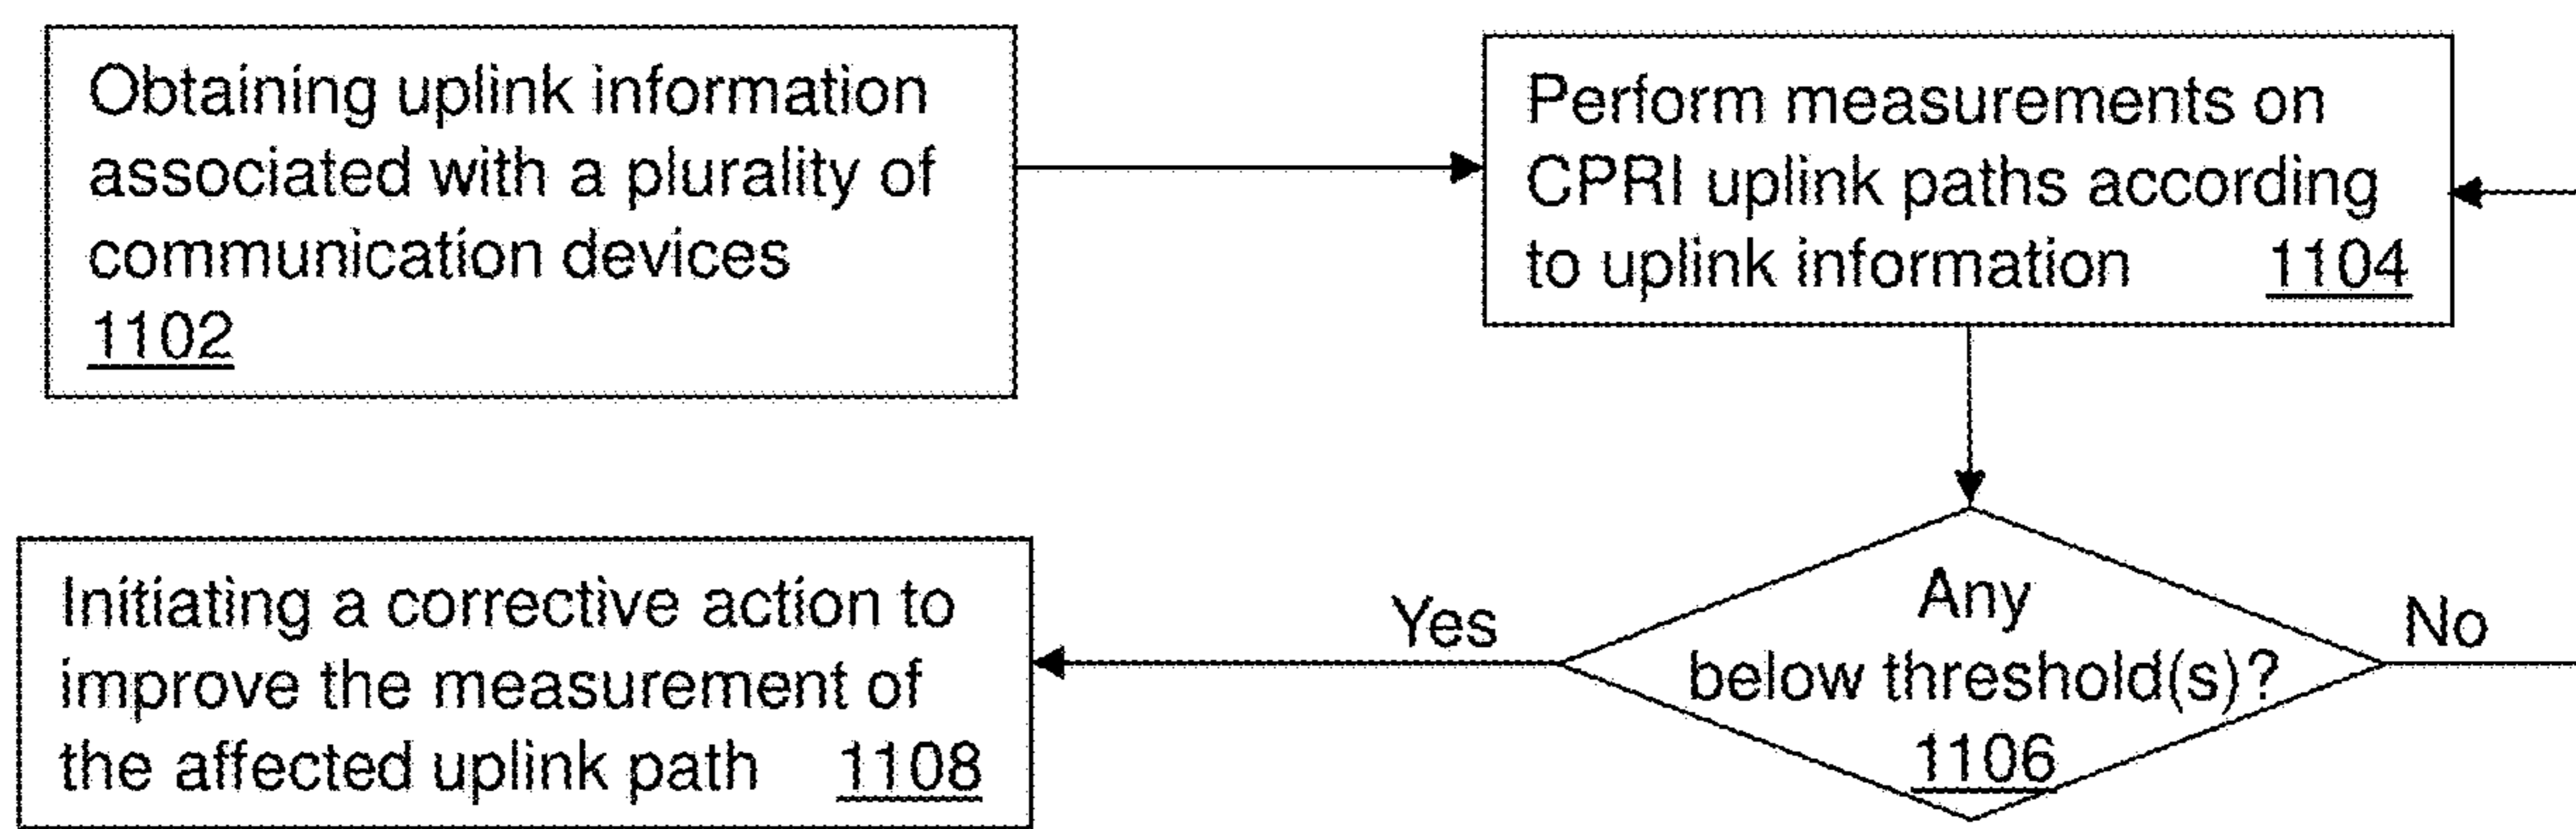 Obtaining uplink information
associated with a plurality of
communication devices
1102
Perform measurements on
CPRI uplink paths according
to uplink information 1104
Any
below threshold(s)?
1106
Yes
No
Initiating a corrective action to
improve the measurement of
the affected uplink path 1108